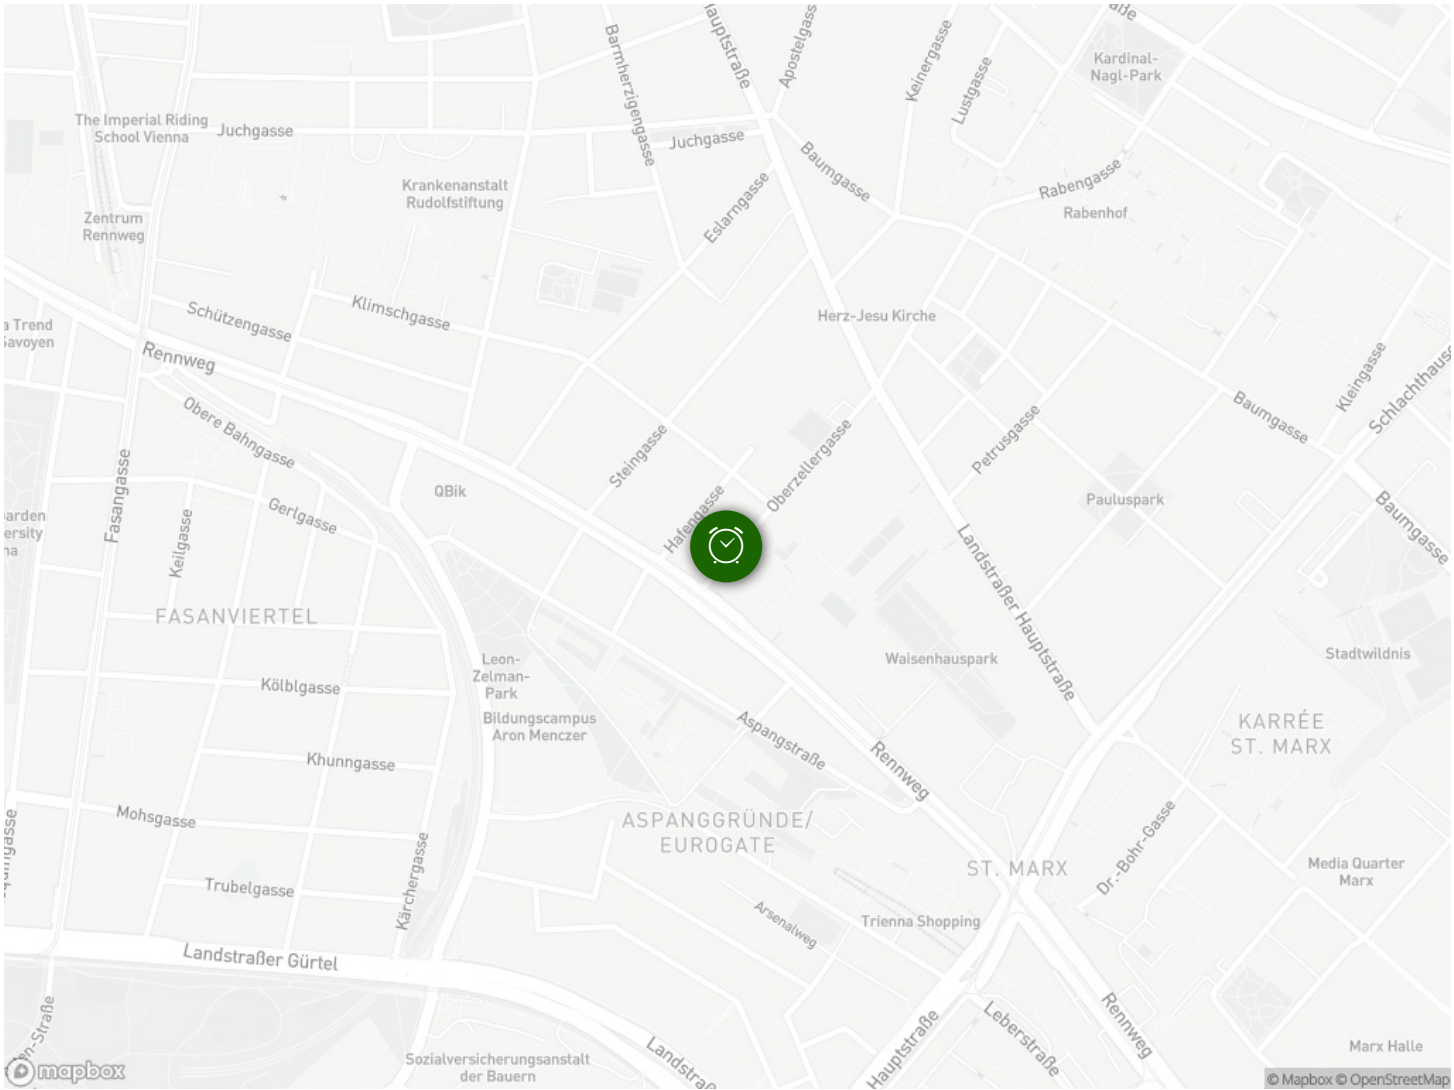 Hauptstraße
Apostelgasse
Barmherzigengasse
Keinergasse
Lustgasse
Kardinal-
Nagl-Park
The Imperial Riding
School Vienna
Juchgasse
Juchgasse
Baumgasse
Rabengasse
Rabenhof
Krankenanstalt
Rudolfstiftung
Eslarngasse
Zentrum
Rennweg
Schützengasse
Klimschgasse
Herz-Jesu Kirche
a Trend
Savoyen
Rennweg
Kleingasse
Schlachthaus
Obere Bahngasse
Baumgasse
Petrusgasse
Steingasse
Oberzellergasse
Fasangasse
QBik
Pauluspark
Hafengasse
Gerlgasse
Keilgasse
Baumgasse
Landstraßer Hauptstraße
FASANVIERTEL
Leon-
Zelman-
Park
Waisenhauspark
Stadtwildnis
Kölblgasse
Bildungscampus
Aron Menczer
Aspangstraße
KARRÉE
ST. MARX
Khunngasse
Rennweg
Mohsgasse
ASPANGGRÜNDE/
EUROGATE
Kärchergasse
ST. MARX
Dr.-Bohr-Gasse
Media Quarter
Marx
Trubelgasse
Arsenalweg
Trienna Shopping
Landstraßer Gürtel
Rennweg
Hauptstraße
Leberstraße
Landstraß
Marx Halle
Sozialversicherungsanstalt
der Bauern
mapbox
© Mapbox © OpenStreetMap